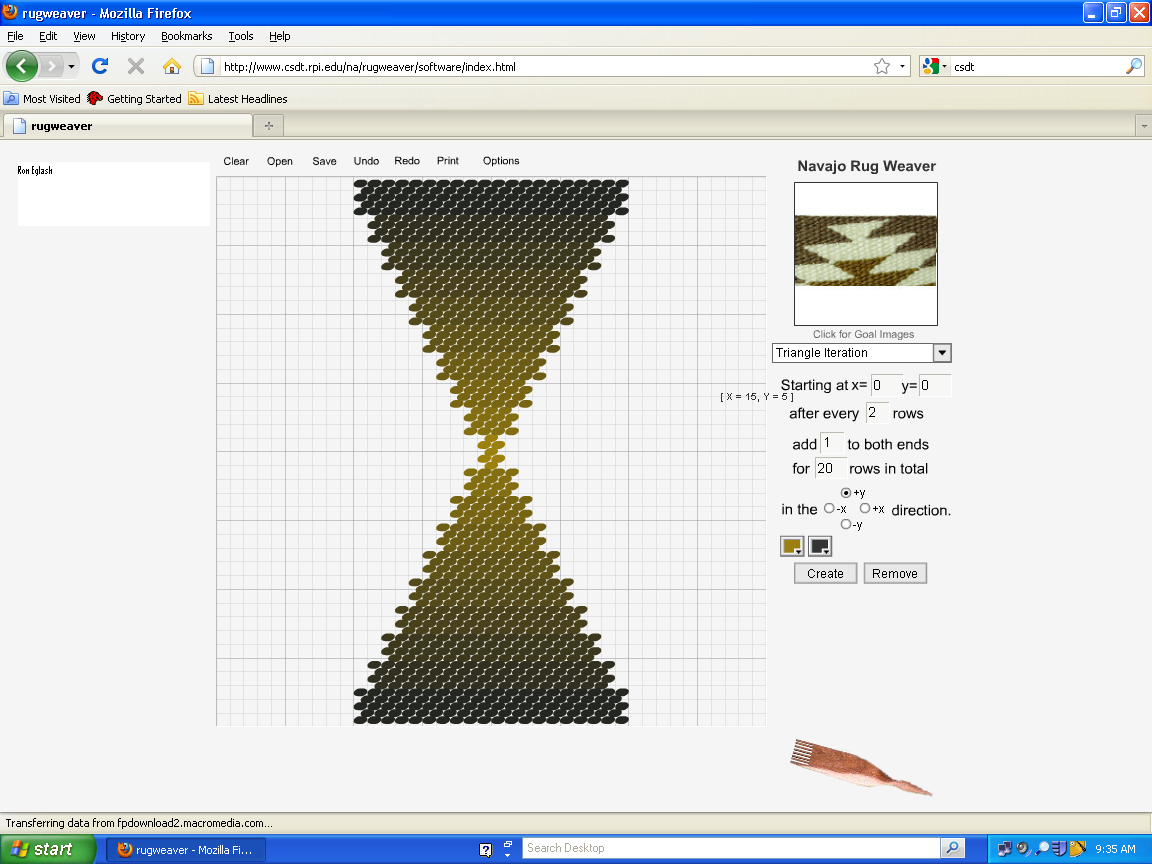 rugweaver - Mozilla Firefox
File Edit View History Bookmarks Tools Help
http://www.csdt.rpi.edu/na/rugweaver/software/index.html
csdt
Most Visited Getting Started Latest Headlines
rugweaver
Ron Eglash
Clear Open Save Undo Redo Print Options
Navajo Rug Weaver
Click for Goal Images
Triangle Iteration
Starting at x= 0 y= 0
[ X = 15, Y = 5 ]
after every 2 rows
add 1 to both ends
for 20 rows in total
+y
in the -x +x direction.
-y
Create Remove
Transferring data from fpdownload2.macromedia.com...
start rugweaver - Mozilla Fi... Search Desktop 9:35 AM